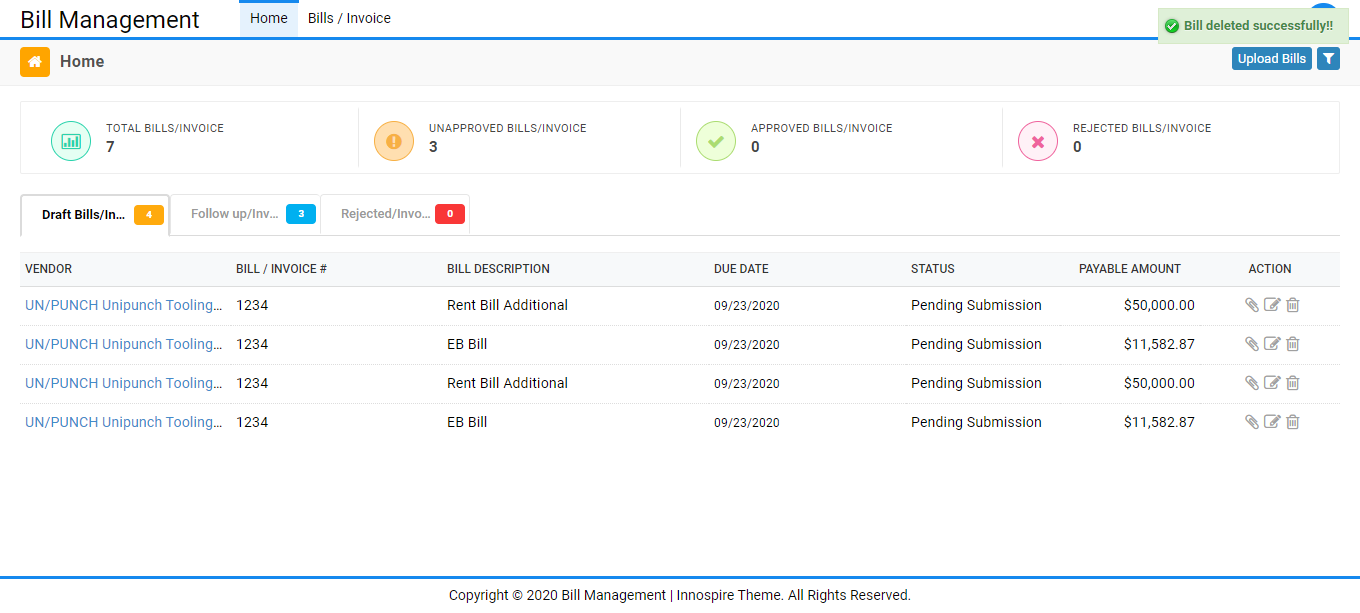 Bill Management Home Bills / Invoice
Bill deleted successfully!!
Home Upload Bills
TOTAL BILLS/INVOICE UNAPPROVED BILLS/INVOICE APPROVED BILLS/INVOICE REJECTED BILLS/INVOICE
7 3 0 0
Draft Bills/In... 4 Follow up/Inv... 3 Rejected/Invo... 0
VENDOR BILL / INVOICE # BILL DESCRIPTION DUE DATE STATUS PAYABLE AMOUNT ACTION
UN/PUNCH Unipunch Tooling... 1234 Rent Bill Additional 09/23/2020 Pending Submission $50,000.00
UN/PUNCH Unipunch Tooling... 1234 EB Bill 09/23/2020 Pending Submission $11,582.87
UN/PUNCH Unipunch Tooling... 1234 Rent Bill Additional 09/23/2020 Pending Submission $50,000.00
UN/PUNCH Unipunch Tooling... 1234 EB Bill 09/23/2020 Pending Submission $11,582.87
Copyright © 2020 Bill Management | Innospire Theme. All Rights Reserved.